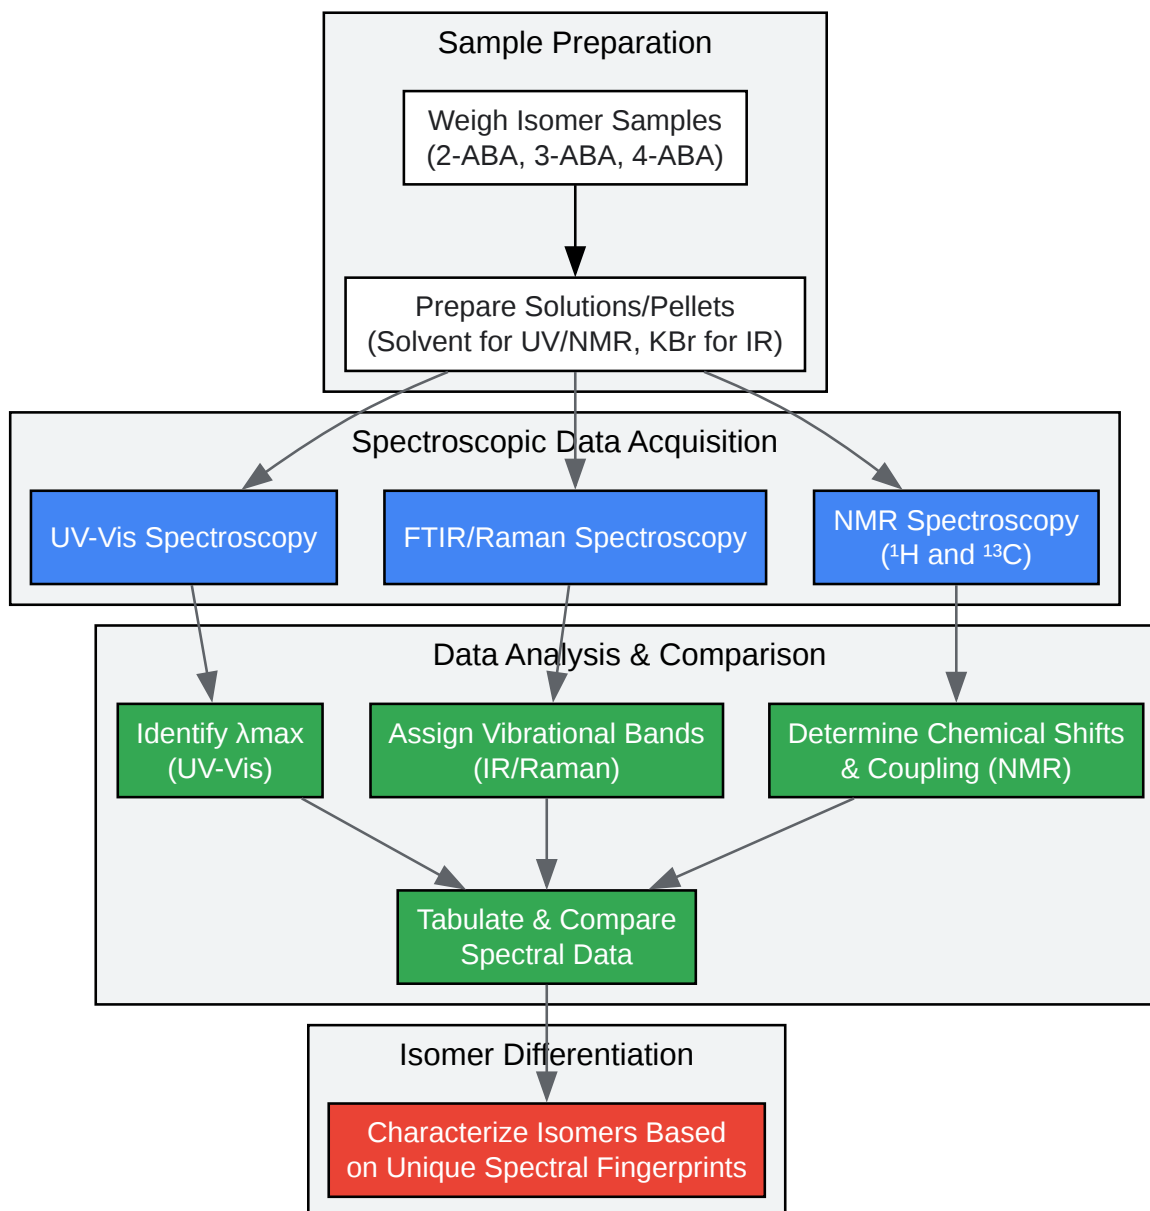 Sample Preparation
Weigh Isomer Samples
(2-ABA, 3-ABA, 4-ABA)
Prepare Solutions/Pellets
(Solvent for UV/NMR, KBr for IR)
Spectroscopic Data Acquisition
UV-Vis Spectroscopy
FTIR/Raman Spectroscopy
NMR Spectroscopy
(¹H and ¹³C)
Data Analysis & Comparison
Identify λmax
(UV-Vis)
Assign Vibrational Bands
(IR/Raman)
Determine Chemical Shifts
& Coupling (NMR)
Tabulate & Compare
Spectral Data
Isomer Differentiation
Characterize Isomers Based
on Unique Spectral Fingerprints